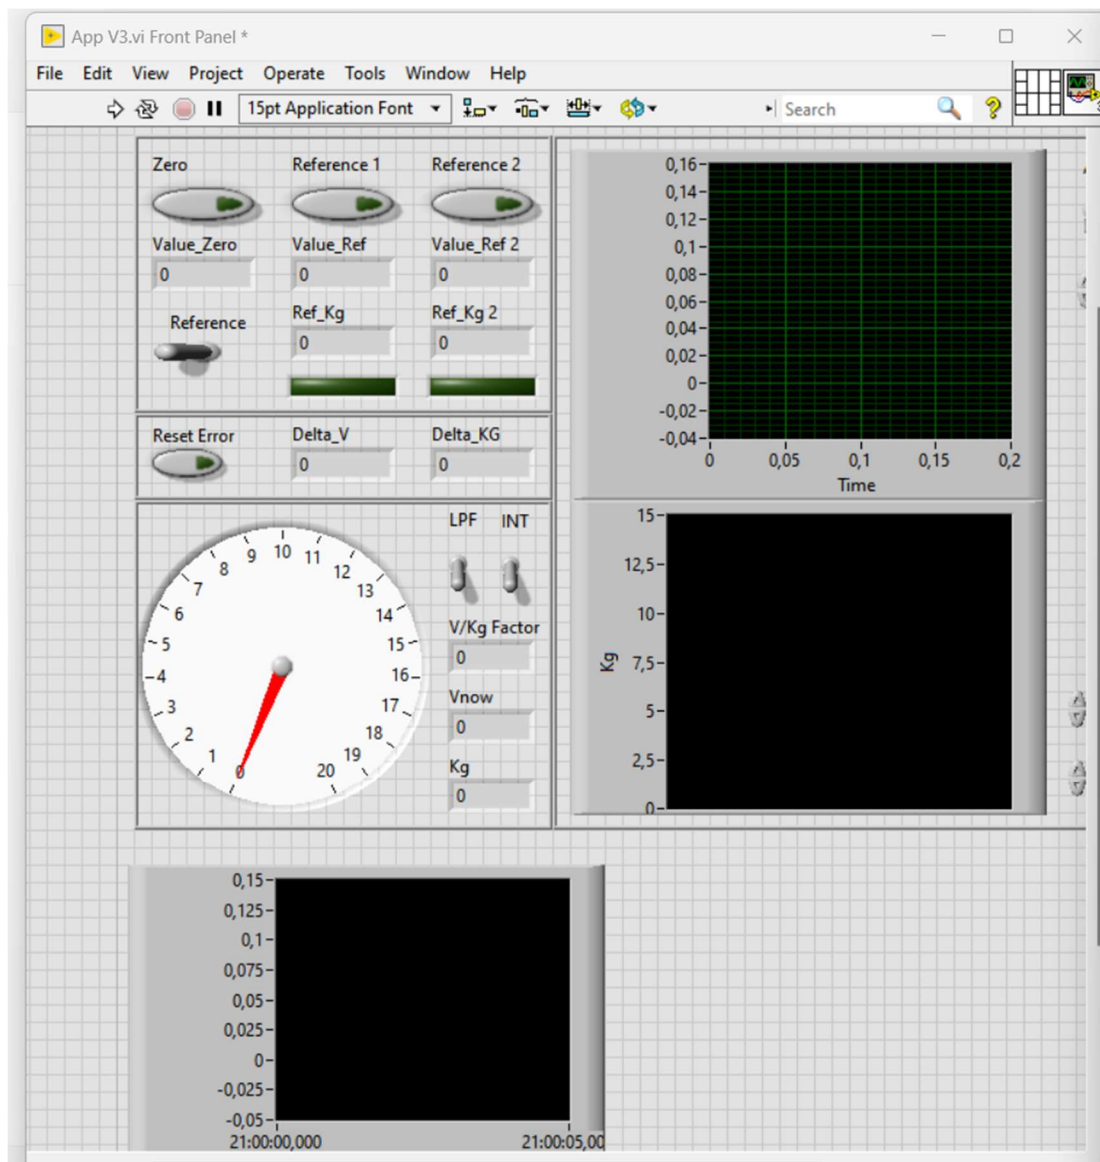 App V3.vi Front Panel *
File Edit View Project Operate Tools Window Help
15pt Application Font
Search
?
Zero Reference 1 Reference 2
Value_Zero Value_Ref Value_Ref 2
0 0 0
Reference
Ref_Kg Ref_Kg 2
0 0
Reset Error Delta_V Delta_KG
0 0
0 1 2 3 4 5 6 7 8 9 10 11 12 13 14 15 16 17 18 19 20
LPF INT
V/Kg Factor
0
Vnow
0
Kg
0
0,16
0,14
0,12
0,1
0,08
0,06
0,04
0,02
0
-0,02
-0,04
0 0,05 0,1 0,15 0,2
Time
15
12,5
10
7,5
5
2,5
0
Kg
0,15
0,125
0,1
0,075
0,05
0,025
0
-0,025
-0,05
21:00:00,000 21:00:05,00